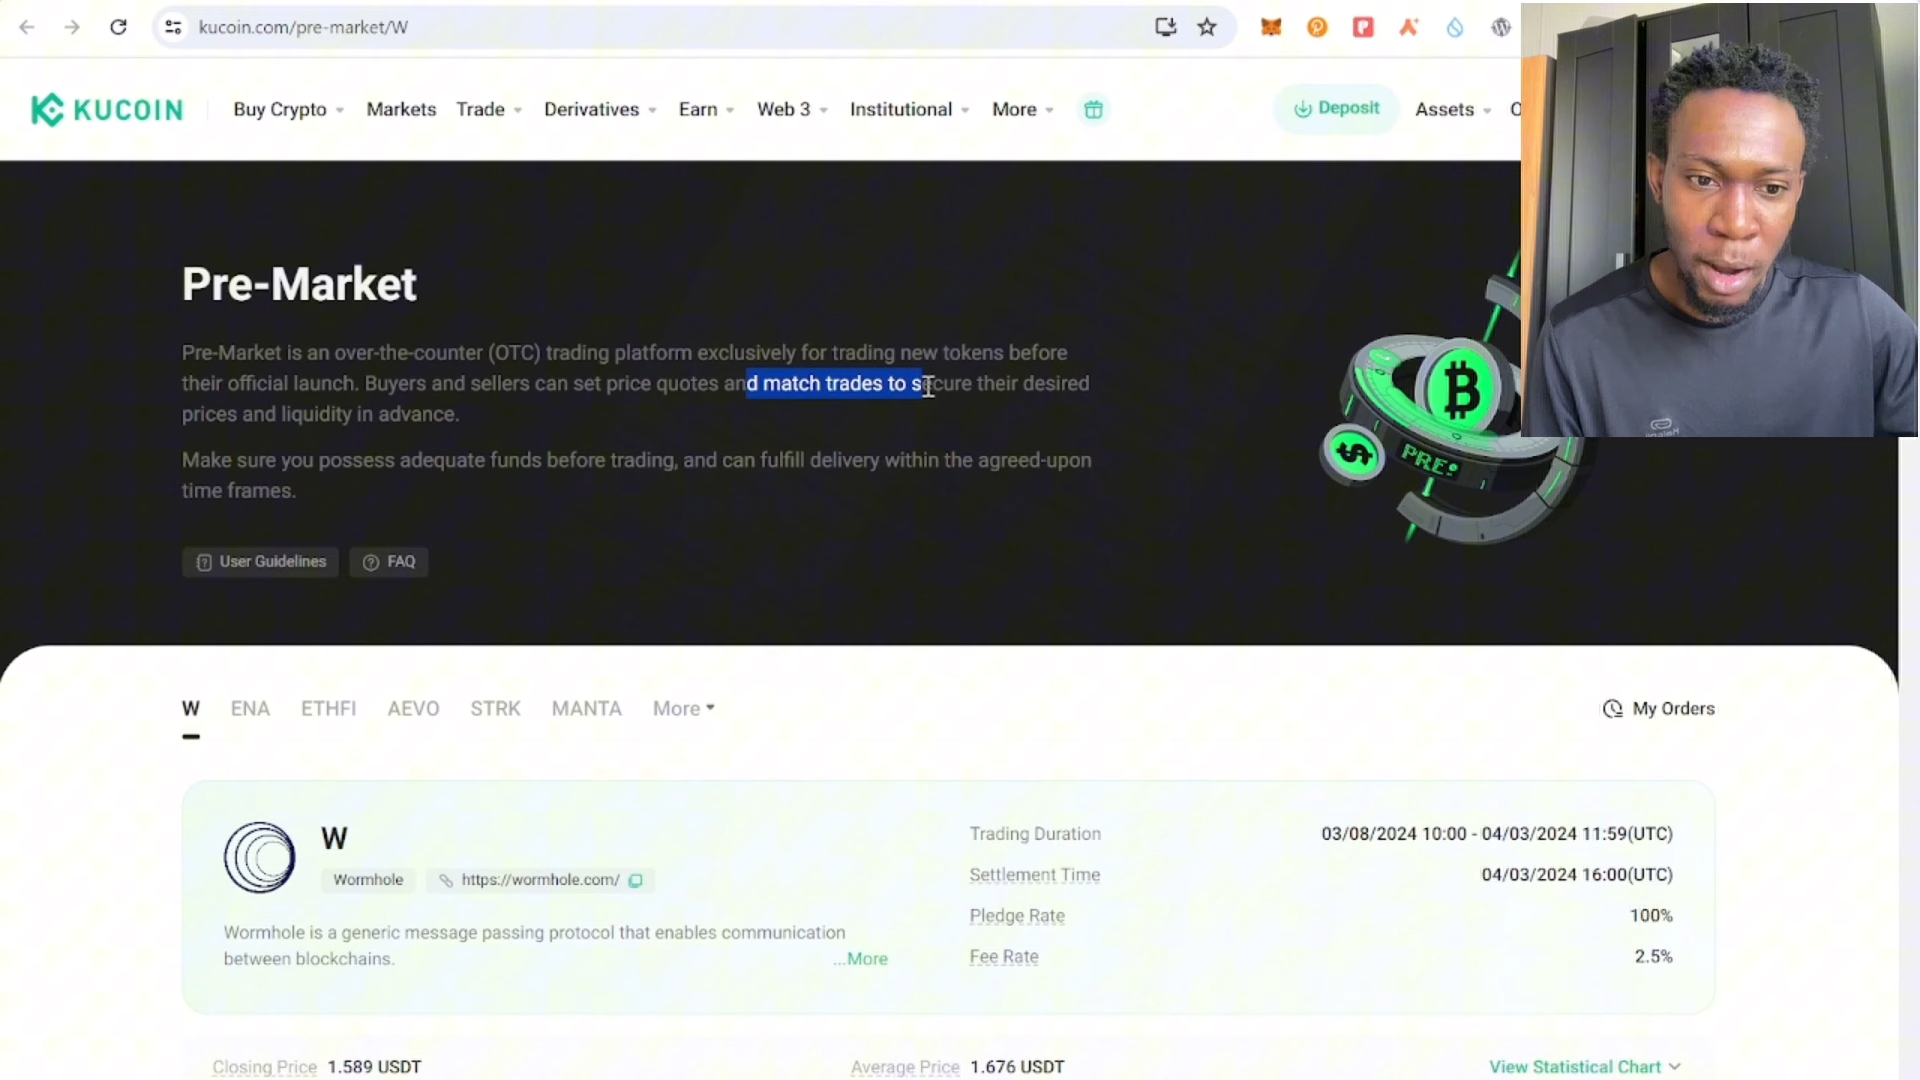 kucoin.com/pre-market/W
KUCOIN
Buy Crypto
Markets
Trade
Derivatives
Earn
Web 3
Institutional
More
Deposit
Assets
Pre-Market
Pre-Market is an over-the-counter (OTC) trading platform exclusively for trading new tokens before
their official launch. Buyers and sellers can set price quotes and match trades to secure their desired
prices and liquidity in advance.
Make sure you possess adequate funds before trading, and can fulfill delivery within the agreed-upon
time frames.
PRE
User Guidelines
FAQ
W
ENA
ETHFI
AEVO
STRK
MANTA
More
My Orders
W
Wormhole
https://wormhole.com/
Wormhole is a generic message passing protocol that enables communication
between blockchains.
...More
Trading Duration 03/08/2024 10:00 - 04/03/2024 11:59(UTC)
Settlement Time 04/03/2024 16:00(UTC)
Pledge Rate 100%
Fee Rate 2.5%
Closing Price 1.589 USDT
Average Price 1.676 USDT
View Statistical Chart